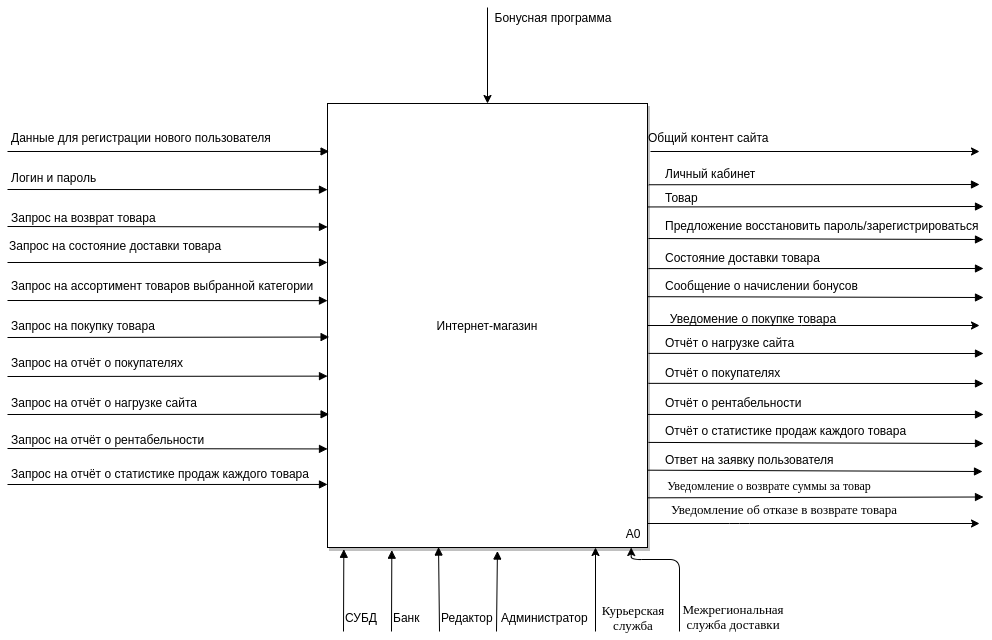 Бонусная программа
Данные для регистрации нового пользователя
Логин и пароль
Запрос на возврат товара
Запрос на состояние доставки товара
Запрос на ассортимент товаров выбранной категории
Запрос на покупку товара
Запрос на отчёт о покупателях
Запрос на отчёт о нагрузке сайта
Запрос на отчёт о рентабельности
Запрос на отчёт о статистике продаж каждого товара
Интернет-магазин
A0
Общий контент сайта
Личный кабинет
Товар
Предложение восстановить пароль/зарегистрироваться
Состояние доставки товара
Сообщение о начислении бонусов
Уведомение о покупке товара
Отчёт о нагрузке сайта
Отчёт о покупателях
Отчёт о рентабельности
Отчёт о статистике продаж каждого товара
Ответ на заявку пользователя
Уведомление о возврате суммы за товар
Уведомление об отказе в возврате товара
СУБД
Банк
Редактор
Администратор
Курьерская
служба
Межрегиональная
служба доставки